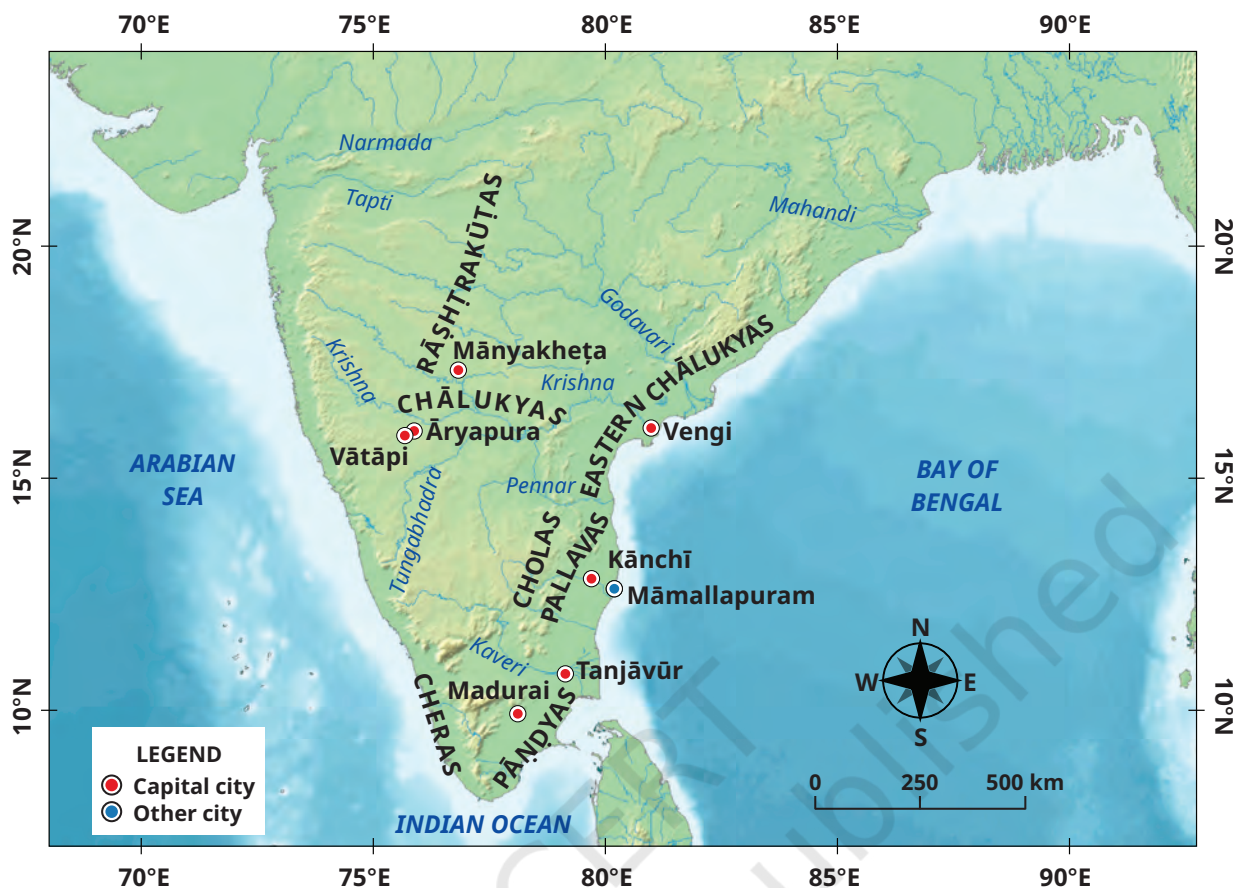 70°E 75°E 80°E 85°E 90°E
20°N
15°N
10°N
20°N
15°N
10°N
Narmada
Tapti
Mahandi
RĀṢHṬRAKŪṬAS
Godavari
Krishna
Mānyakheṭa
Krishna
EASTERN CHĀLUKYAS
CHĀLUKYAS
Āryapura
Vengi
Vātāpi
ARABIAN
SEA
BAY OF
BENGAL
Pennar
Tungabhadra
CHOLAS
PALLAVAS
Kānchī
Māmallapuram
Kaveri
Tanjāvūr
Madurai
CHERAS
PĀṆḌYAS
INDIAN OCEAN
N
W E
S
0 250 500 km
LEGEND
Capital city
Other city
70°E 75°E 80°E 85°E 90°E